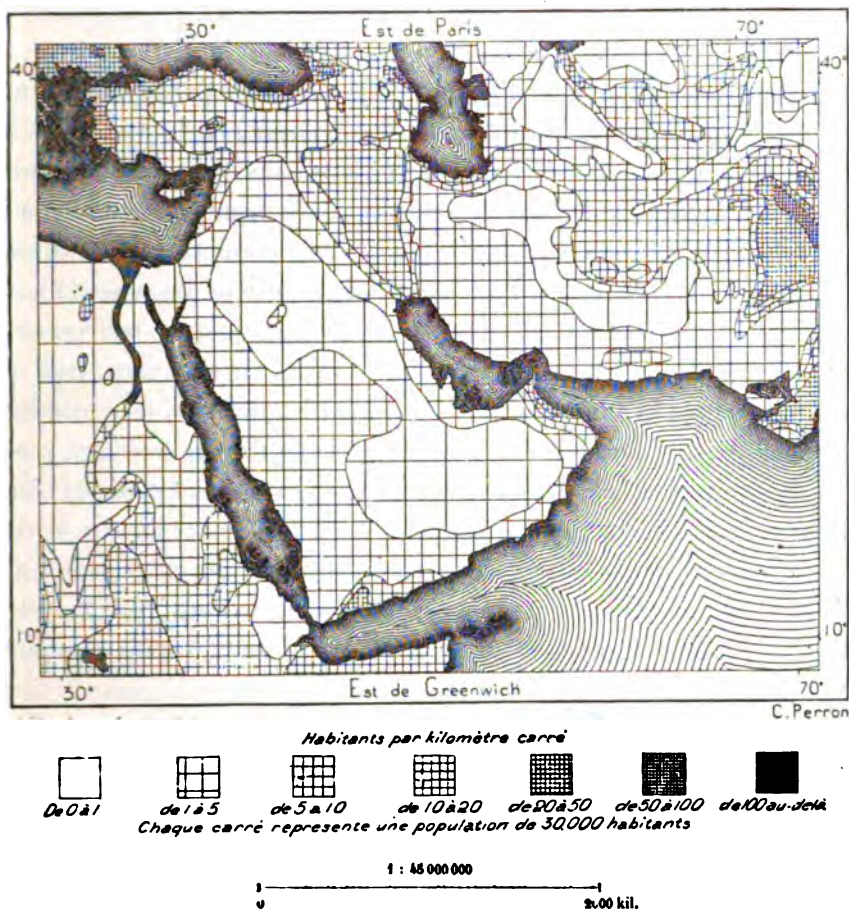 30° Est de Paris 70°
40° 40°
10° 10°
30° Est de Greenwich 70°
C. Perron
Habitants par kilomètre carré
De 0 à 1 de 1 à 5 de 5 à 10 de 10 à 20 de 20 à 50 de 50 à 100 de 100 au-delà
Chaque carré représente une population de 30.000 habitants
1 : 45 000 000
0 2000 kil.